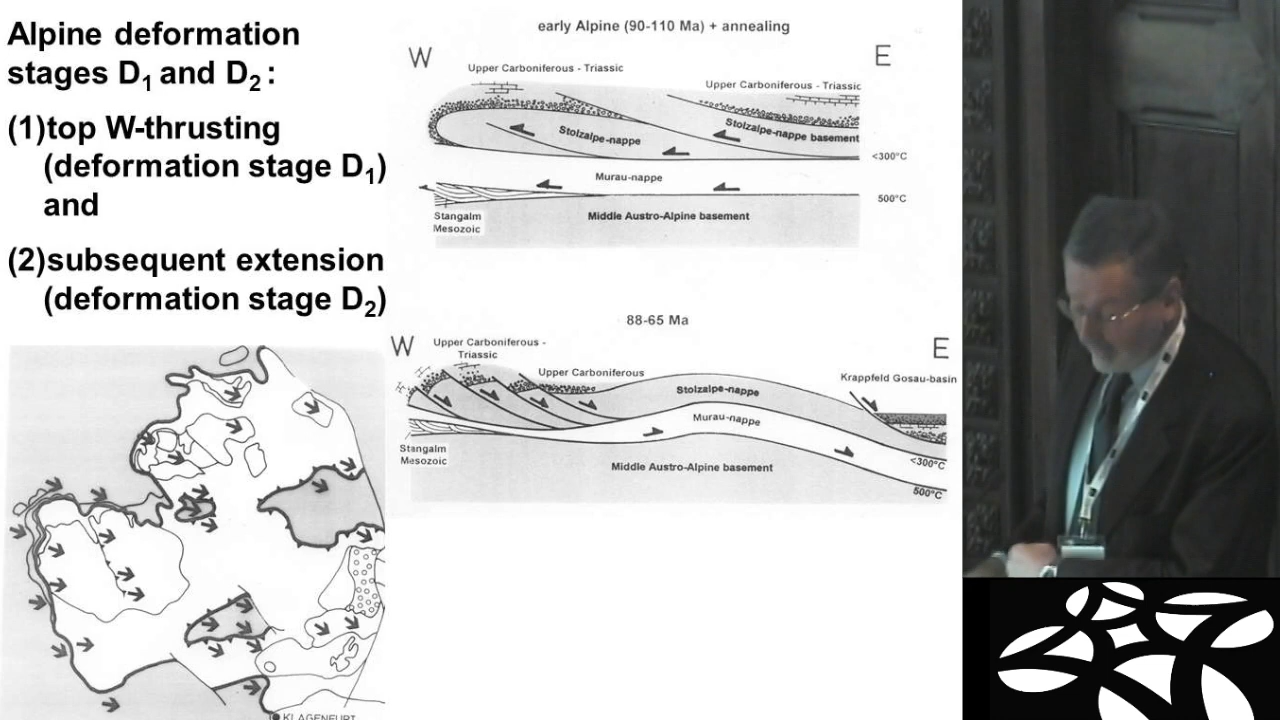 Alpine deformation
stages D1 and D2 :
(1)top W-thrusting
(deformation stage D1)
and
(2)subsequent extension
(deformation stage D2)
early Alpine (90-110 Ma) + annealing
W
E
Upper Carboniferous - Triassic
Upper Carboniferous - Triassic
Stolzalpe-nappe
Stolzalpe-nappe basement
<300°C
Murau-nappe
500°C
Stangalm
Mesozoic
Middle Austro-Alpine basement
88-65 Ma
W
E
Upper Carboniferous -
Triassic
Upper Carboniferous
Krappfeld Gosau-basin
Stolzalpe-nappe
Murau-nappe
Stangalm
Mesozoic
Middle Austro-Alpine basement
<300°C
500°C
KLAGENFURT